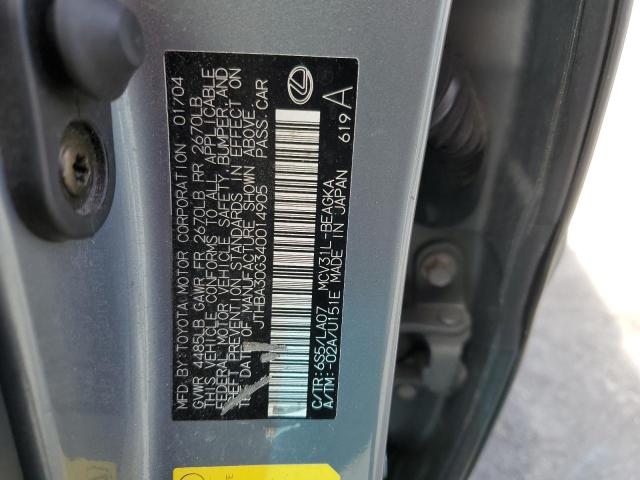 MFD. BY: TOYOTA MOTOR CORPORATION 01/04
GVWR 4485LB GAWR FR 2670LB RR 2670LB
THIS VEHICLE CONFORMS TO ALL APPLICABLE
FEDERAL MOTOR VEHICLE SAFETY, BUMPER, AND
THEFT PREVENTION STANDARDS IN EFFECT ON
THE DATE OF MANUFACTURE SHOWN ABOVE.
JTHBA30G340014905 PASS. CAR
C/TR: 6S5/LA07 MCV31L-BEAGKA
A/TM: -02A/U151E MADE IN JAPAN
619 A